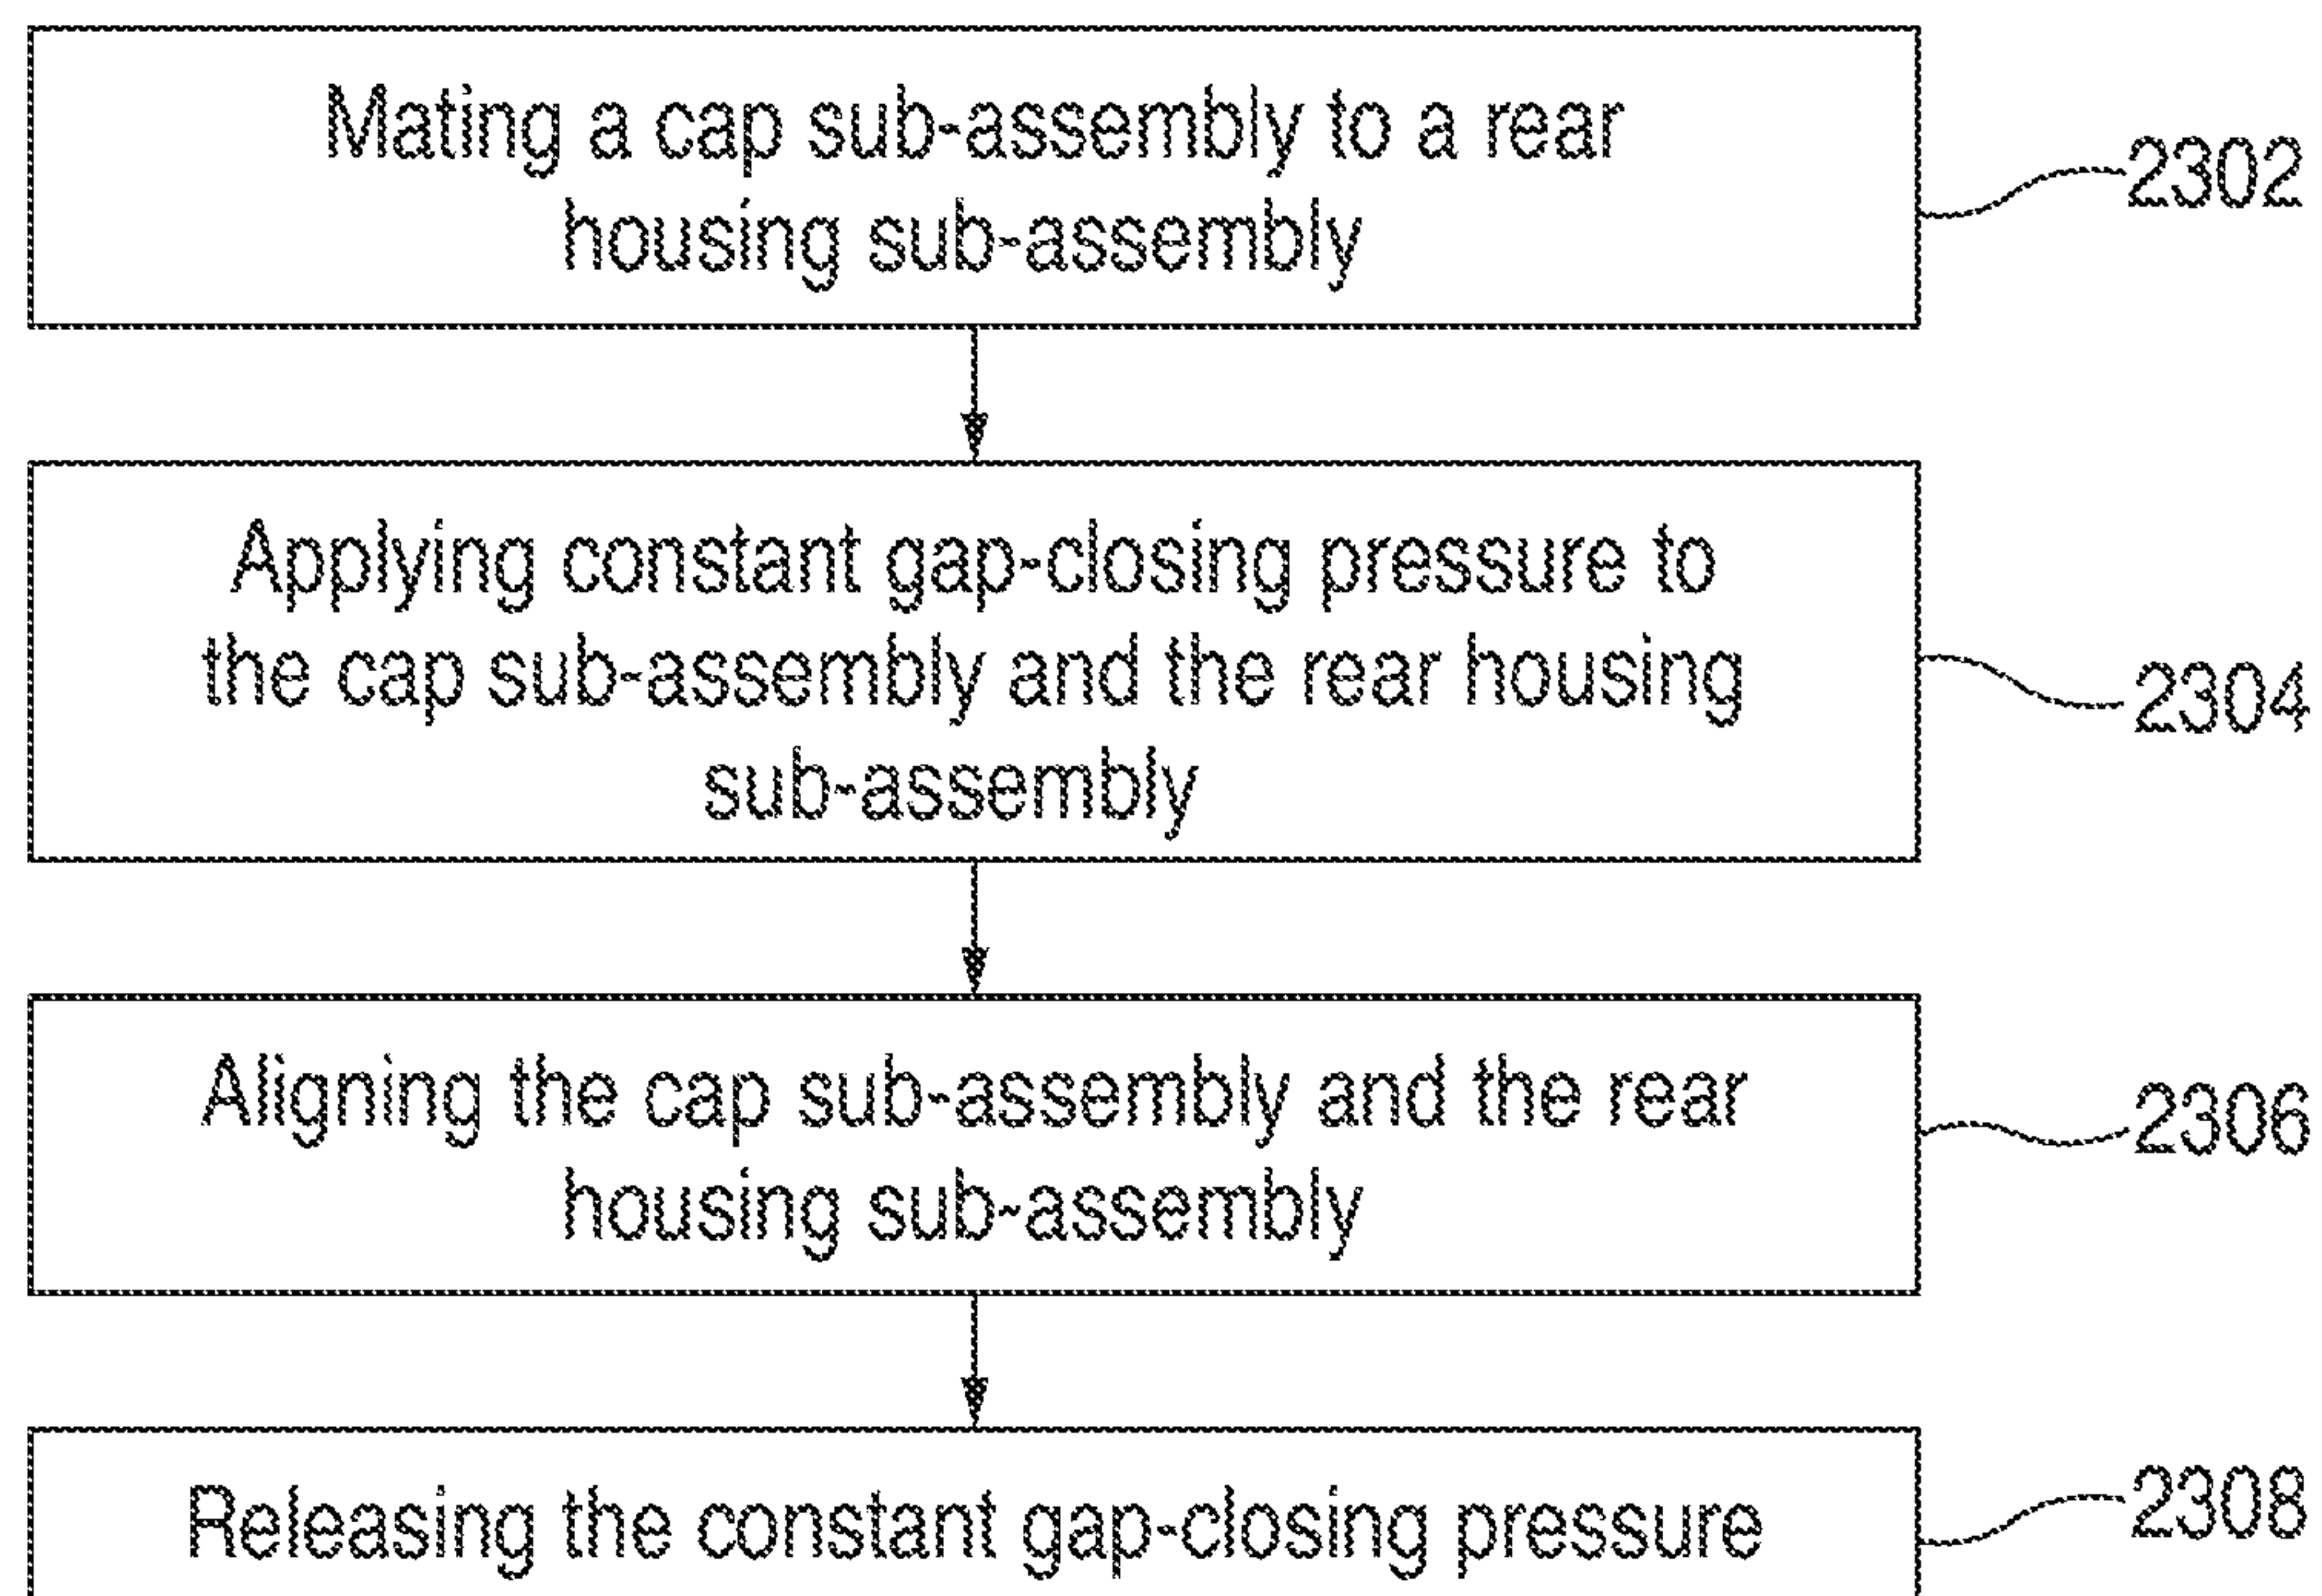 Mating a cap sub-assembly to a rear
housing sub-assembly
2302
Applying constant gap-closing pressure to
the cap sub-assembly and the rear housing
sub-assembly
2304
Aligning the cap sub-assembly and the rear
housing sub-assembly
2306
Releasing the constant gap-closing pressure
2308